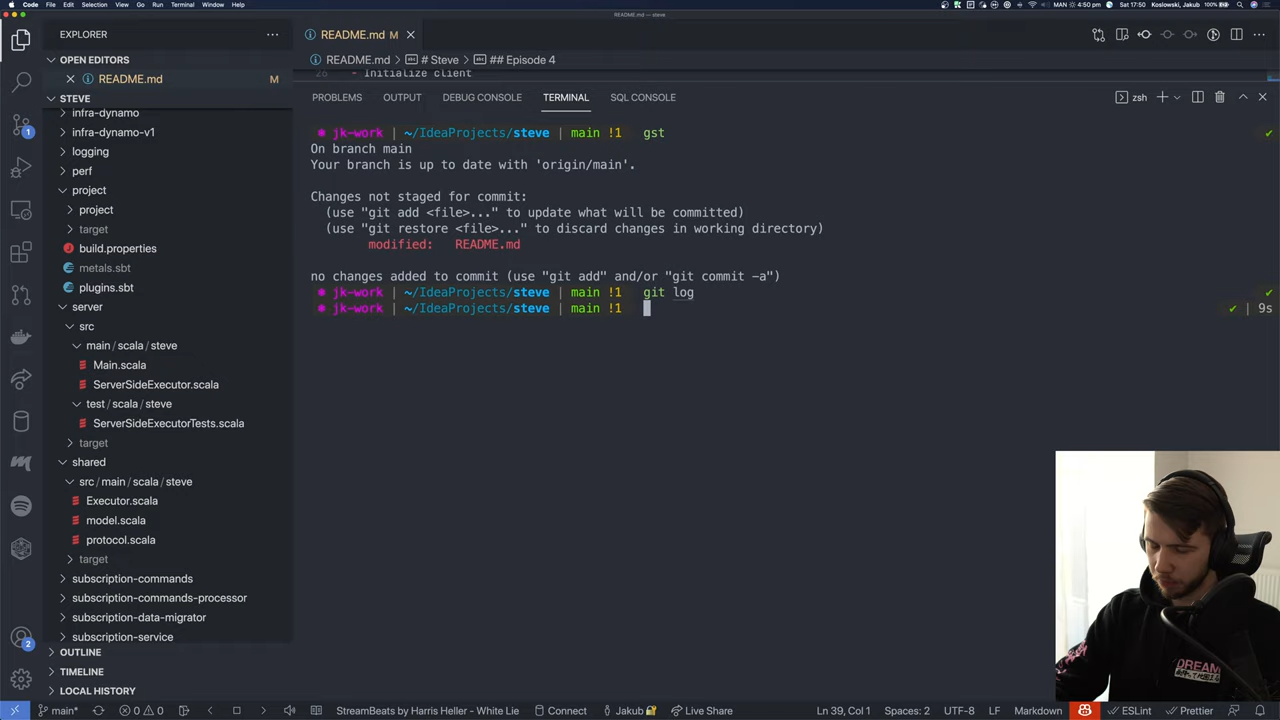 Code File Edit Selection View Go Run Terminal Window Help
MAN 4:50 pm
100%
Sat 17:50 Koslowski, Jakub
README.md — steve
EXPLORER
OPEN EDITORS
README.md M
STEVE
infra-dynamo
infra-dynamo-v1
logging
perf
project
project
target
build.properties
metals.sbt
plugins.sbt
server
src
main / scala / steve
Main.scala
ServerSideExecutor.scala
test / scala / steve
ServerSideExecutorTests.scala
target
shared
src / main / scala / steve
Executor.scala
model.scala
protocol.scala
target
subscription-commands
subscription-commands-processor
subscription-data-migrator
subscription-service
OUTLINE
TIMELINE
LOCAL HISTORY
1
2
README.md M
README.md > # Steve > ## Episode 4
26 - Initialize client
PROBLEMS OUTPUT DEBUG CONSOLE TERMINAL SQL CONSOLE
zsh
* jk-work | ~/IdeaProjects/steve | main !1 gst ✔
On branch main
Your branch is up to date with 'origin/main'.
Changes not staged for commit:
(use "git add <file>..." to update what will be committed)
(use "git restore <file>..." to discard changes in working directory)
modified: README.md
no changes added to commit (use "git add" and/or "git commit -a")
* jk-work | ~/IdeaProjects/steve | main !1 git log ✔
* jk-work | ~/IdeaProjects/steve | main !1 ✔ | 9s
DREAM
main* 0 0 StreamBeats by Harris Heller - White Lie Connect Jakub Live Share Ln 39, Col 1 Spaces: 2 UTF-8 LF Markdown ESLint Prettier